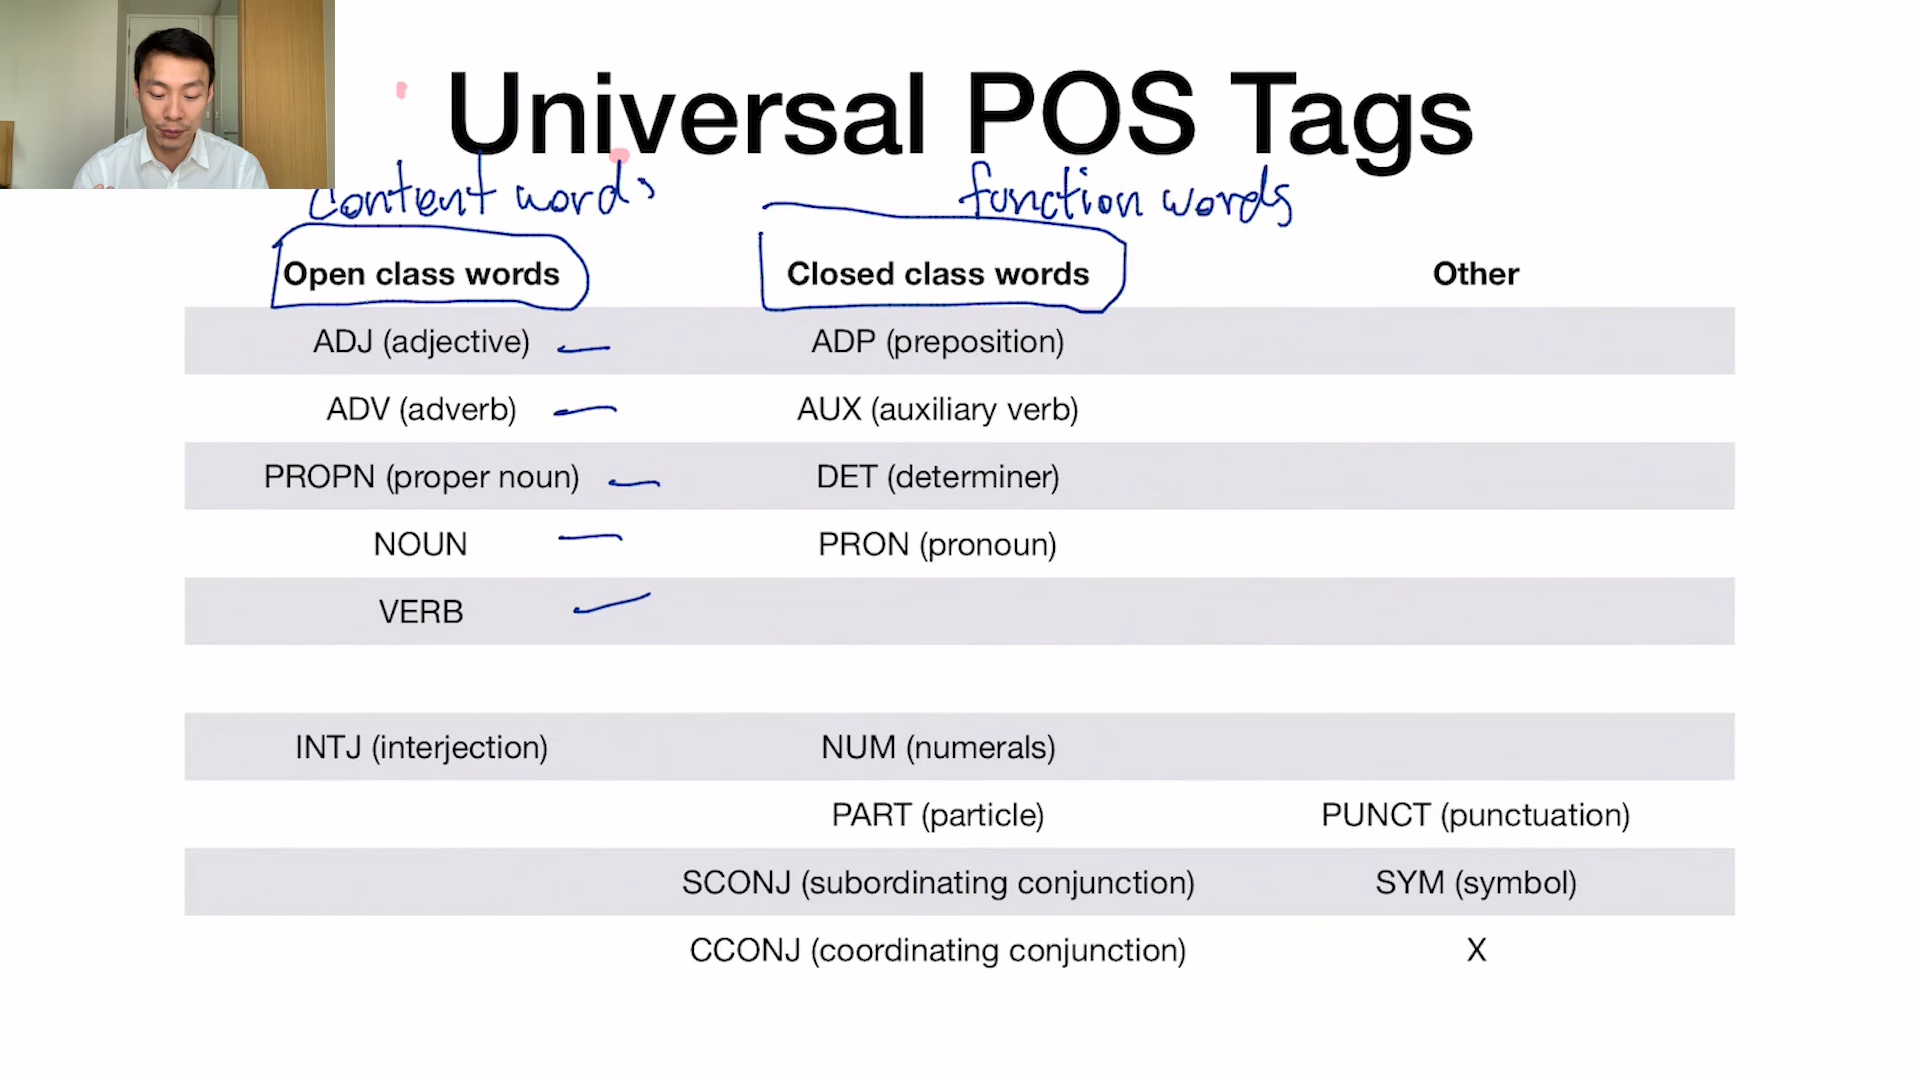 Universal POS Tags
content words function words
Open class words Closed class words Other
ADJ (adjective) ADP (preposition)
ADV (adverb) AUX (auxiliary verb)
PROPN (proper noun) DET (determiner)
NOUN PRON (pronoun)
VERB
INTJ (interjection) NUM (numerals)
PART (particle) PUNCT (punctuation)
SCONJ (subordinating conjunction) SYM (symbol)
CCONJ (coordinating conjunction) X